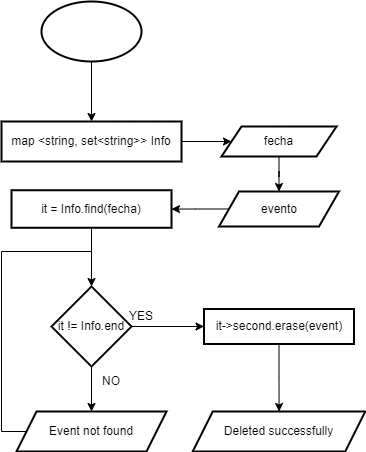 map <string, set<string>> Info
fecha
evento
it = Info.find(fecha)
it != Info.end
YES
it->second.erase(event)
NO
Event not found
Deleted successfully